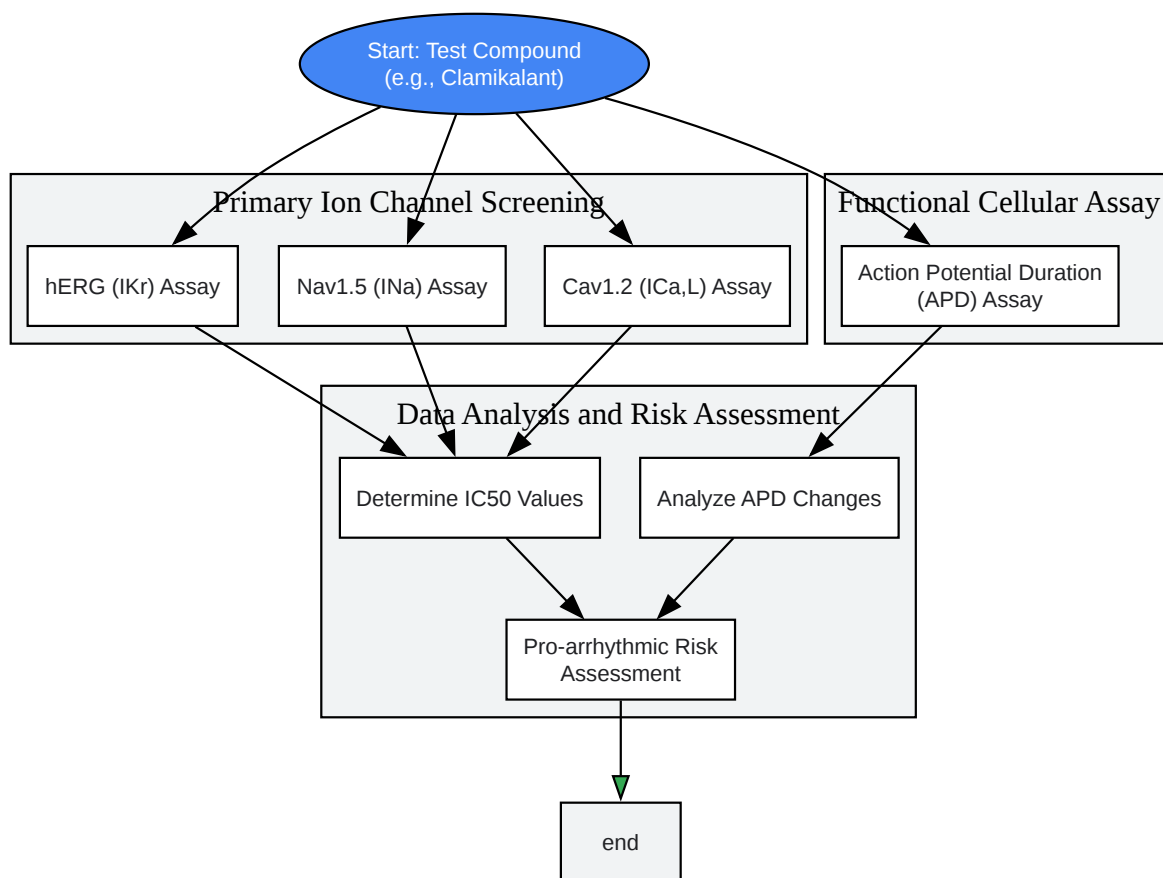 Start: Test Compound
(e.g., Clamikalant)
Primary Ion Channel Screening
Functional Cellular Assay
hERG (IKr) Assay
Nav1.5 (INa) Assay
Cav1.2 (ICa,L) Assay
Action Potential Duration
(APD) Assay
Data Analysis and Risk Assessment
Determine IC50 Values
Analyze APD Changes
Pro-arrhythmic Risk
Assessment
end